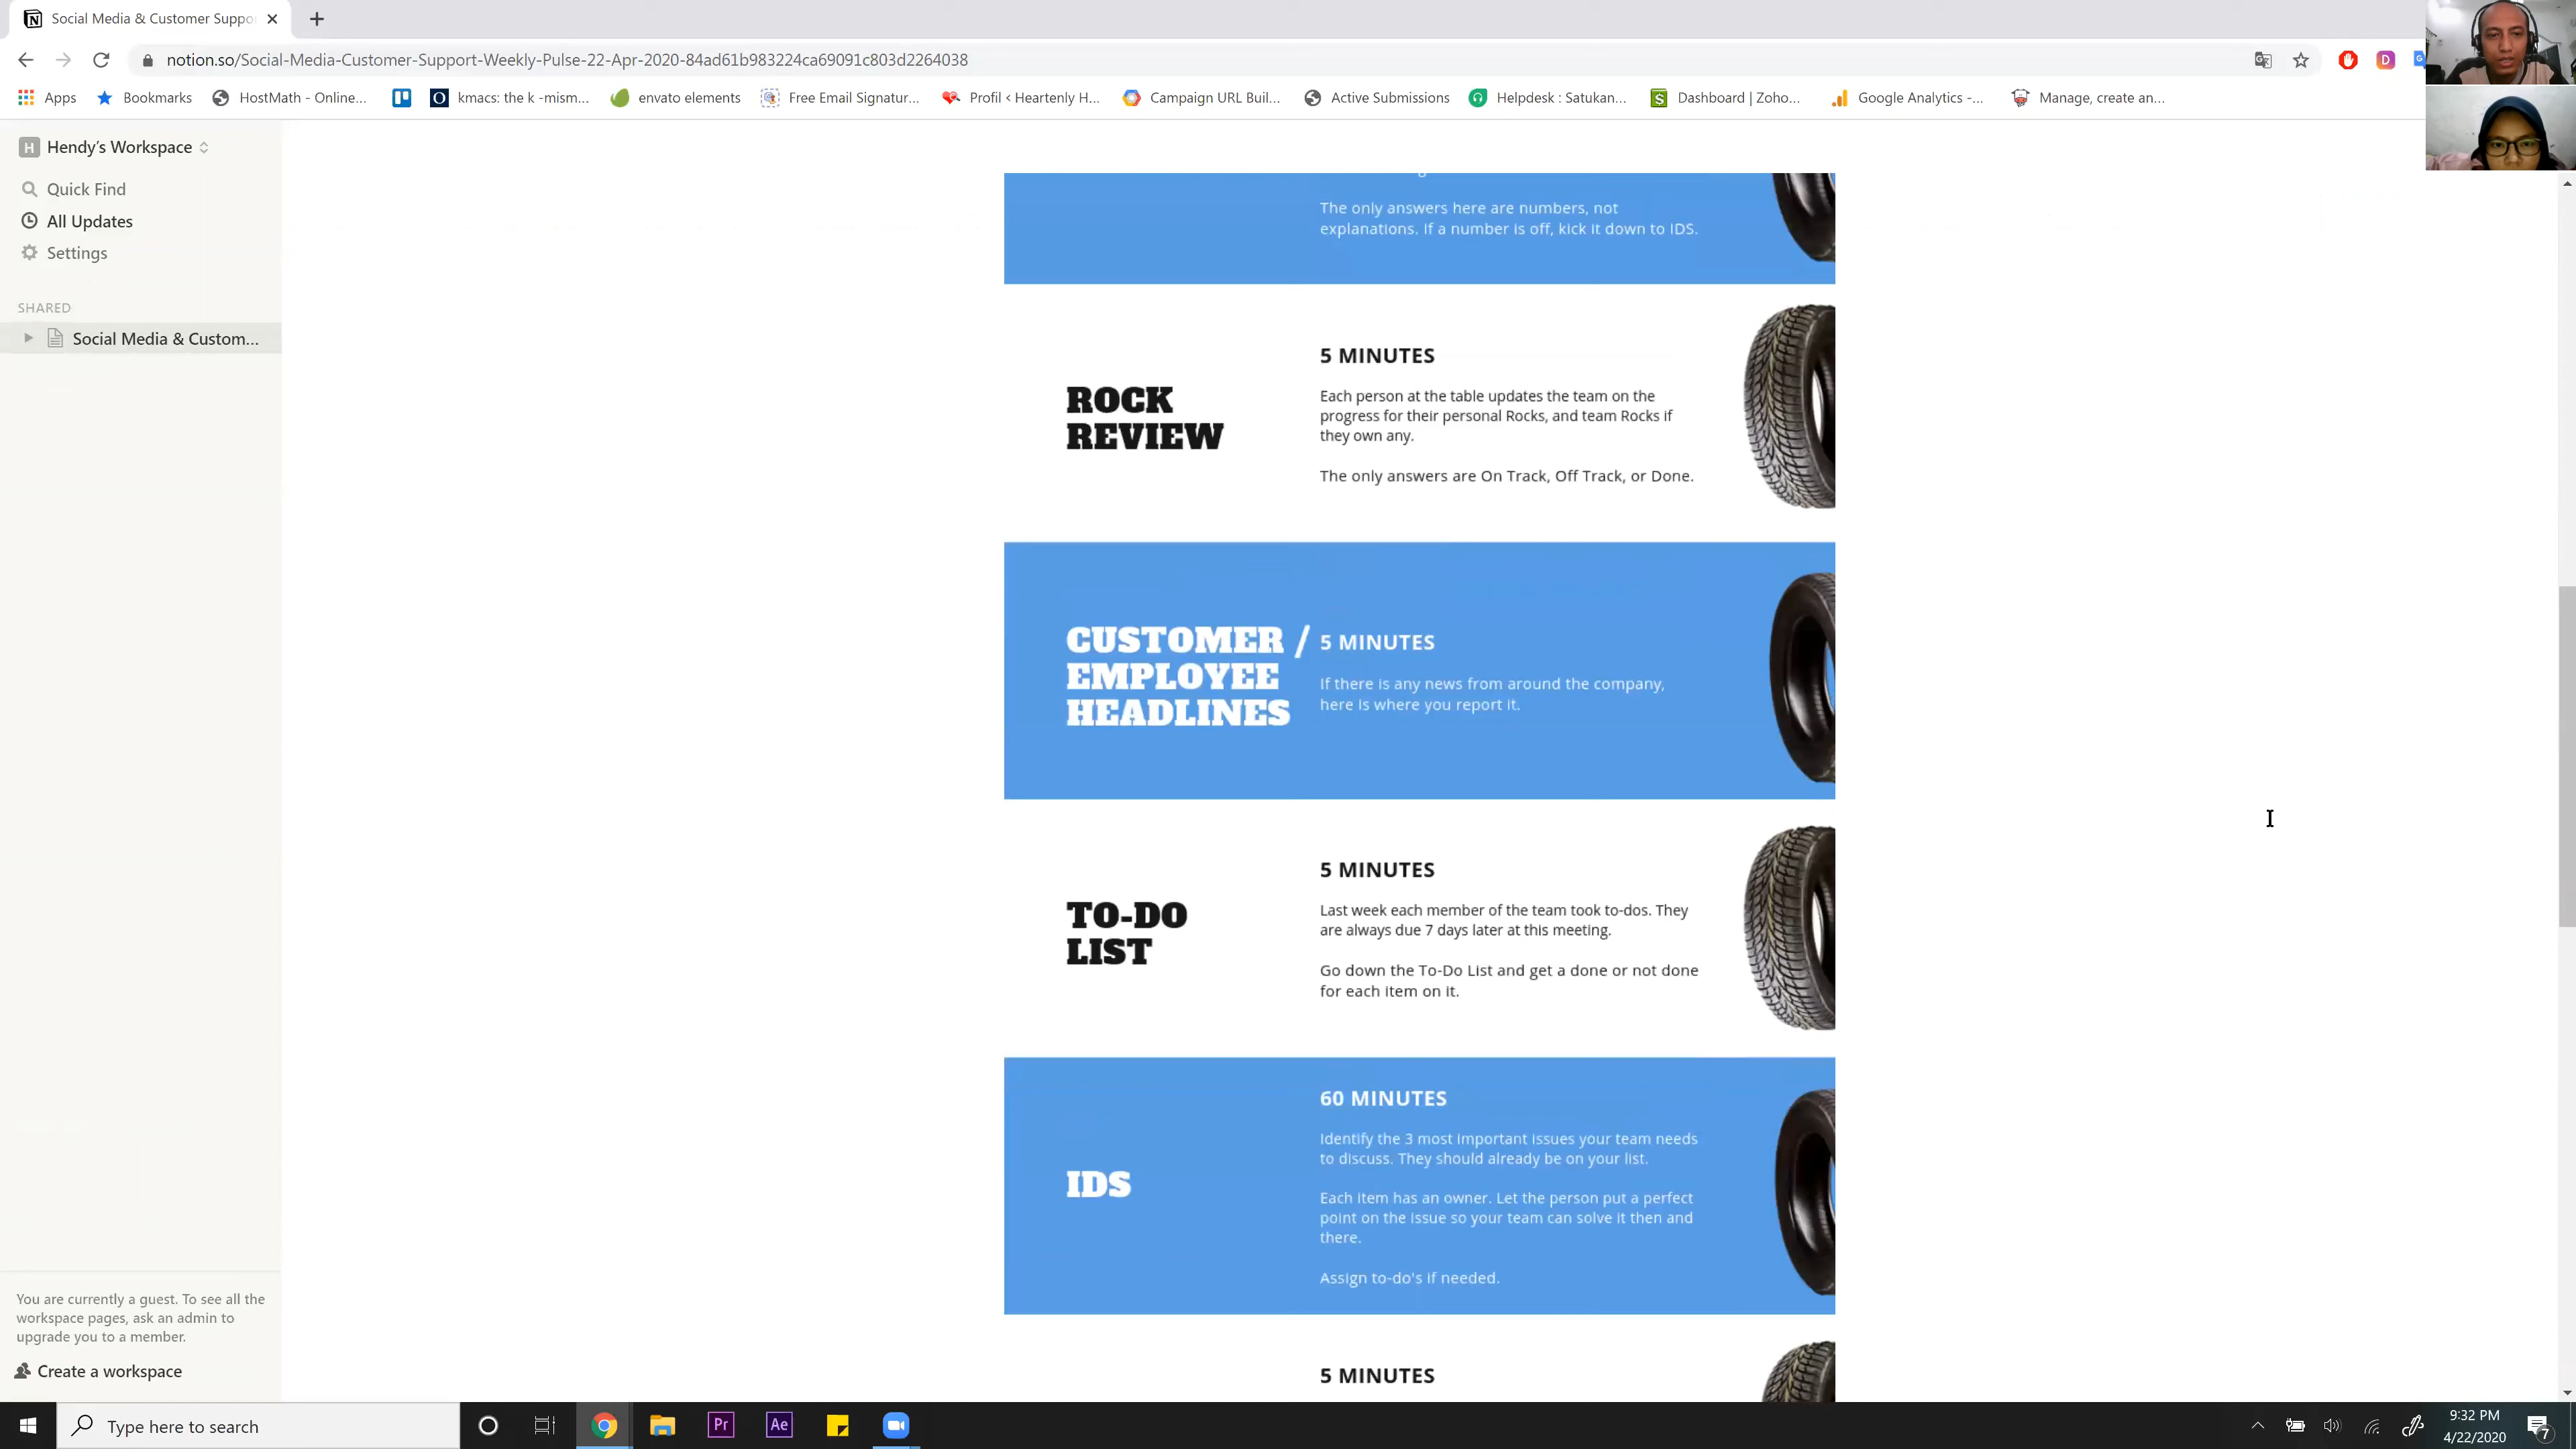 Social Media & Customer Suppo
notion.so/Social-Media-Customer-Support-Weekly-Pulse-22-Apr-2020-84ad61b983224ca69091c803d2264038
Apps
Bookmarks
HostMath - Online...
kmacs: the k -mism...
envato elements
Free Email Signatur...
Profil < Heartenly H...
Campaign URL Buil...
Active Submissions
Helpdesk : Satukan...
Dashboard | Zoho...
Google Analytics -...
Manage, create an...
H Hendy's Workspace
Quick Find
All Updates
Settings
SHARED
Social Media & Custom...
The only answers here are numbers, not
explanations. If a number is off, kick it down to IDS.
ROCK
REVIEW
5 MINUTES
Each person at the table updates the team on the
progress for their personal Rocks, and team Rocks if
they own any.
The only answers are On Track, Off Track, or Done.
CUSTOMER /
EMPLOYEE
HEADLINES
5 MINUTES
If there is any news from around the company,
here is where you report it.
TO-DO
LIST
5 MINUTES
Last week each member of the team took to-dos. They
are always due 7 days later at this meeting.
Go down the To-Do List and get a done or not done
for each item on it.
IDS
60 MINUTES
Identify the 3 most important issues your team needs
to discuss. They should already be on your list.
Each item has an owner. Let the person put a perfect
point on the issue so your team can solve it then and
there.
Assign to-do's if needed.
5 MINUTES
You are currently a guest. To see all the
workspace pages, ask an admin to
upgrade you to a member.
Create a workspace
Type here to search
Pr
Ae
9:32 PM
4/22/2020
7